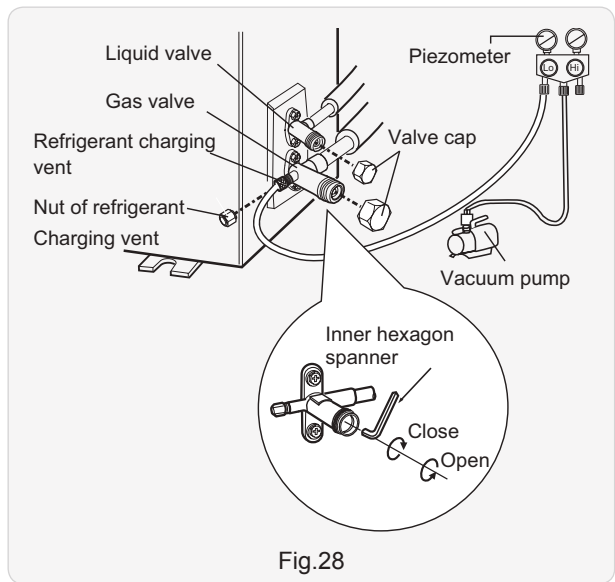 Liquid valve
Gas valve
Refrigerant charging
vent
Nut of refrigerant
Charging vent
Valve cap
Piezometer
Lo
Hi
Vacuum pump
Inner hexagon
spanner
Close
Open
Fig.28